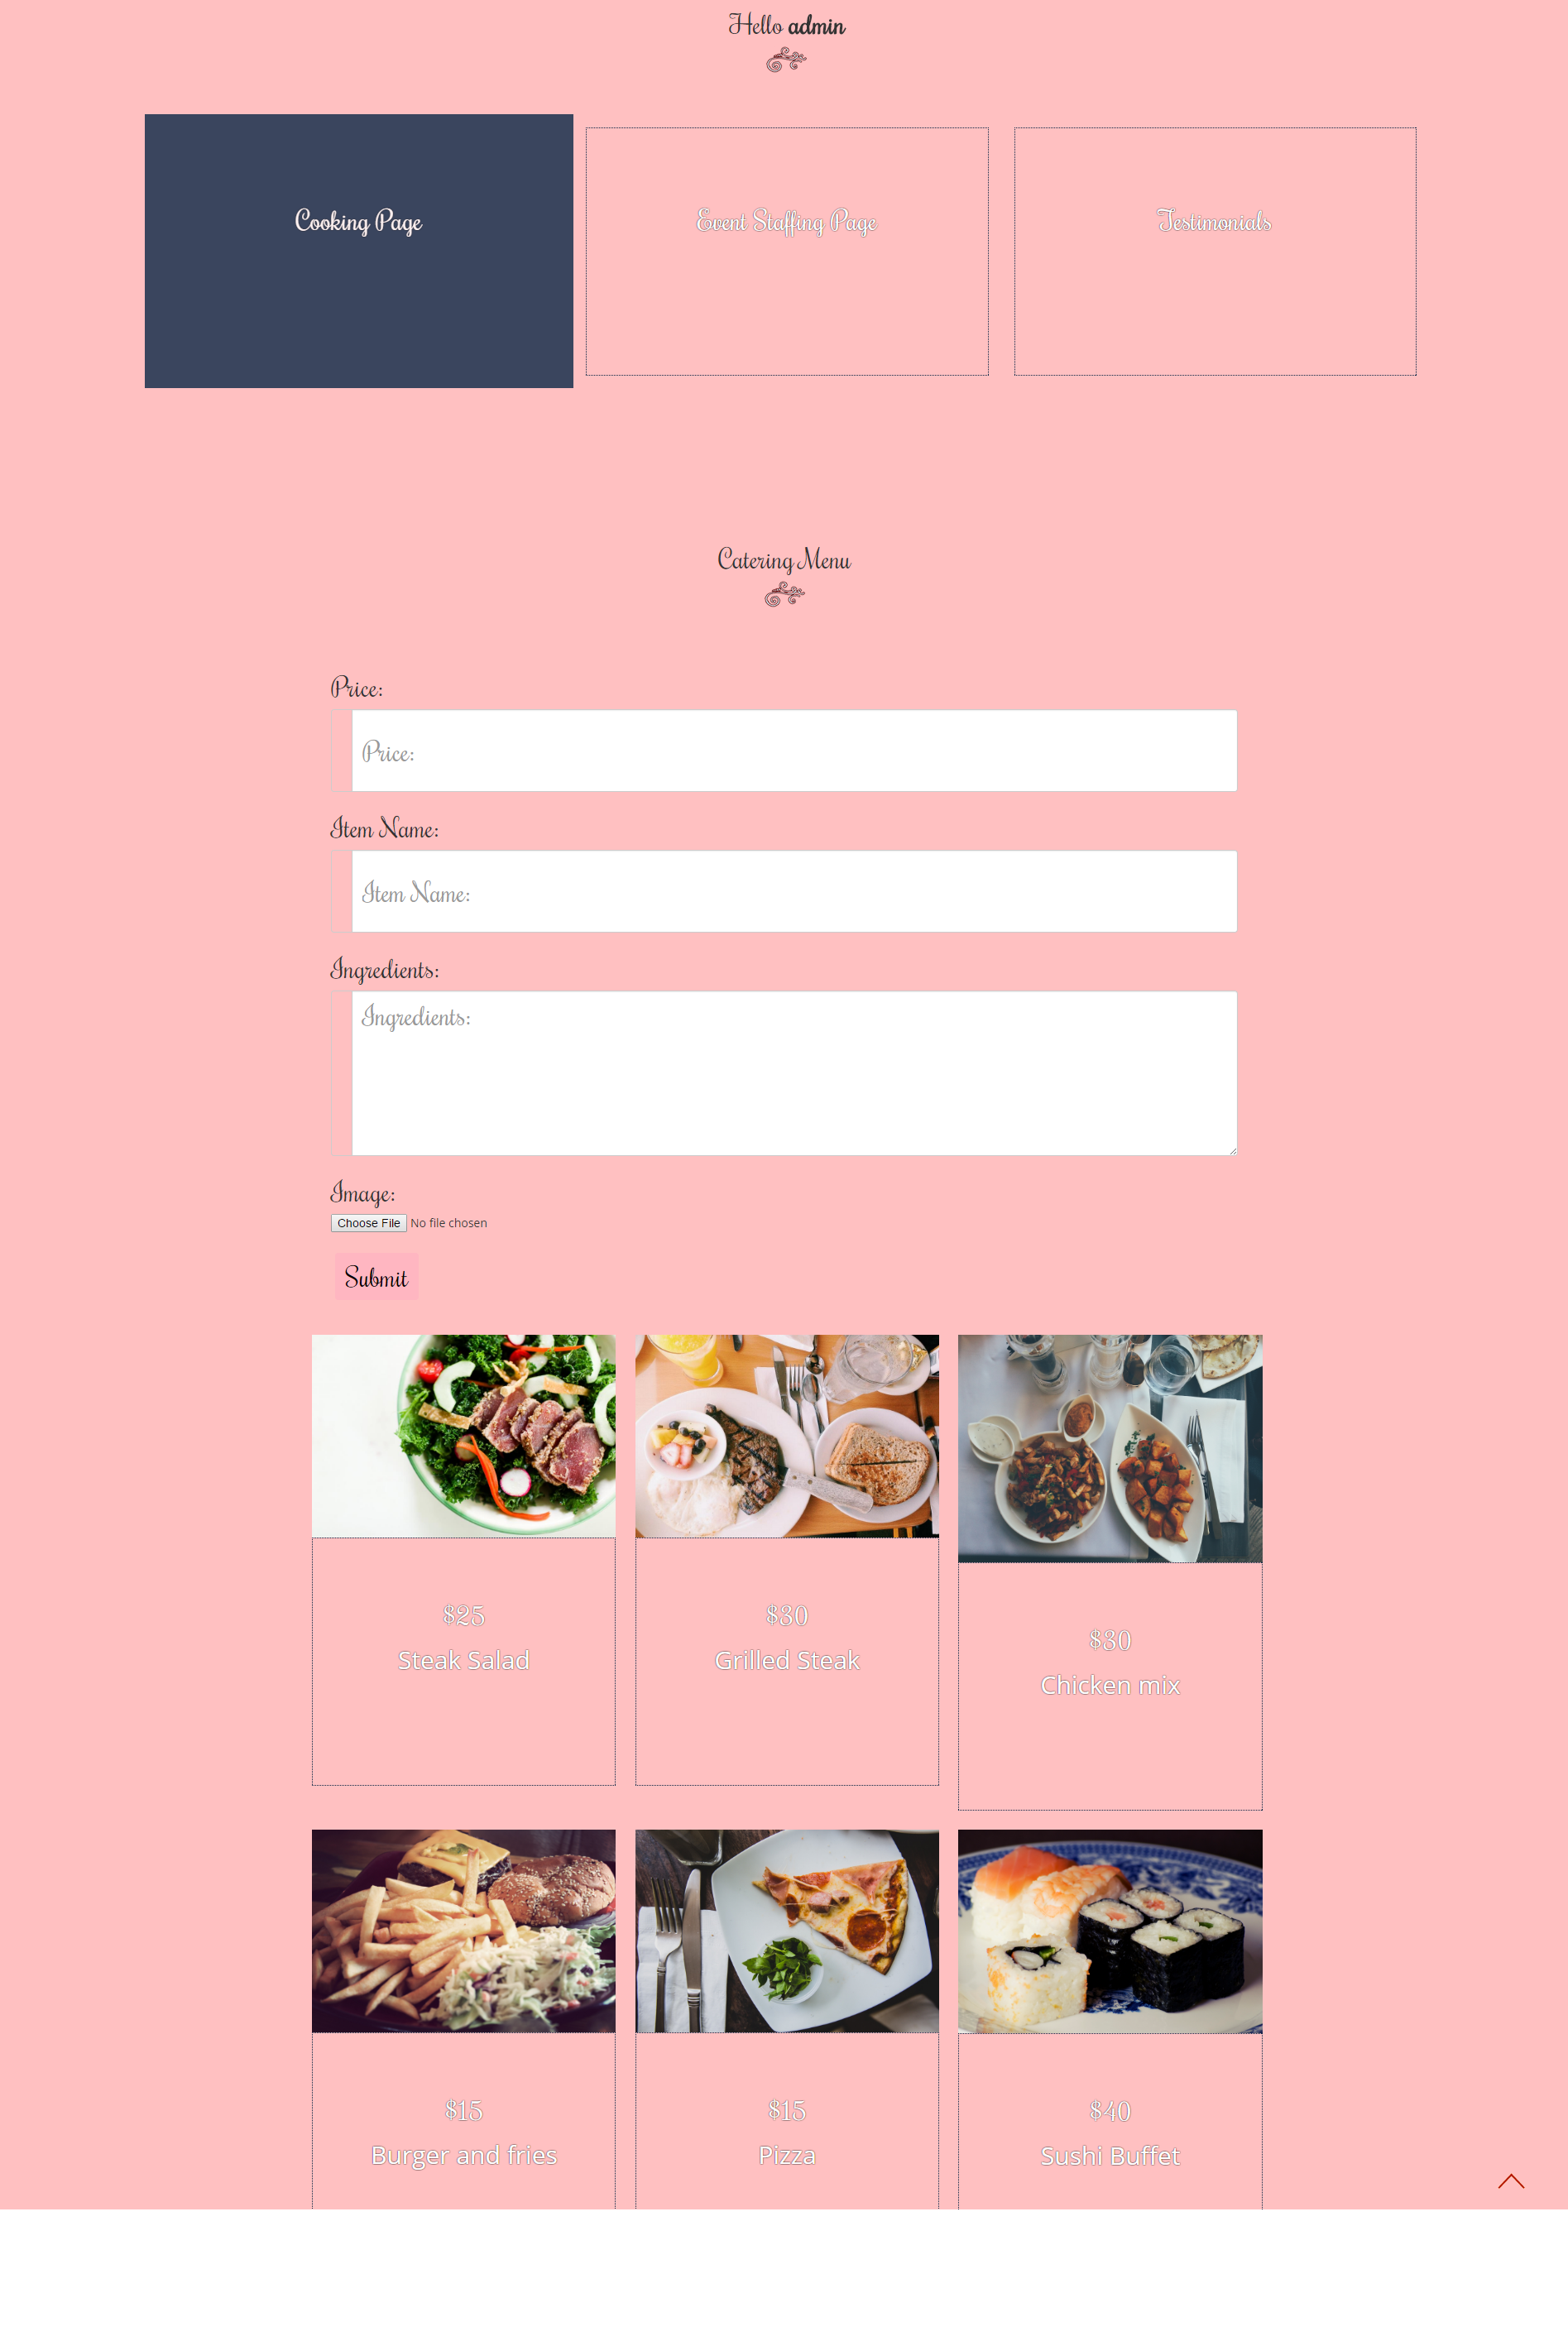 Hello admin
Cooking Page
Event Staffing Page
Testimonials
Catering Menu
Price:
Price:
Item Name:
Item Name:
Ingredients:
Ingredients:
Image:
Choose File No file chosen
Submit
$25
Steak Salad
$30
Grilled Steak
$30
Chicken mix
$15
Burger and fries
$15
Pizza
$40
Sushi Buffet